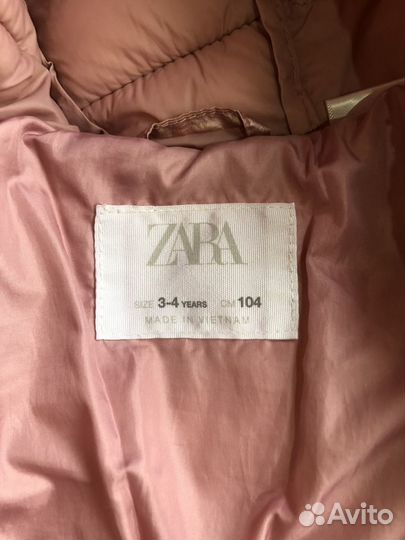 ZARA
SIZE 3-4 YEARS CM 104
MADE IN VIETNAM
Avito